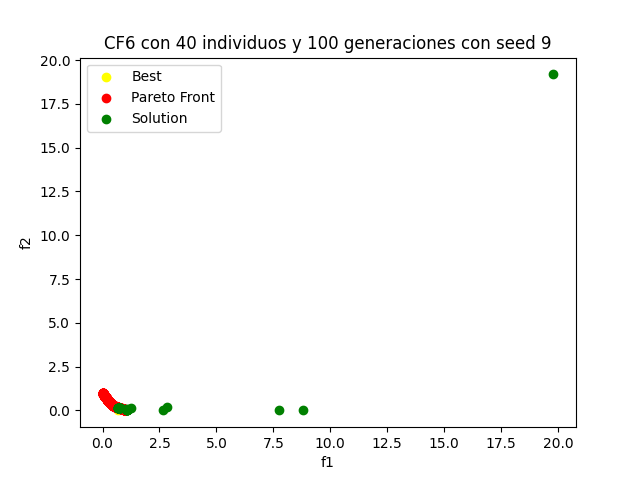 CF6 con 40 individuos y 100 generaciones con seed 9
Best
Pareto Front
Solution
20.0
17.5
15.0
12.5
10.0
7.5
5.0
2.5
0.0
f2
0.0 2.5 5.0 7.5 10.0 12.5 15.0 17.5 20.0
f1